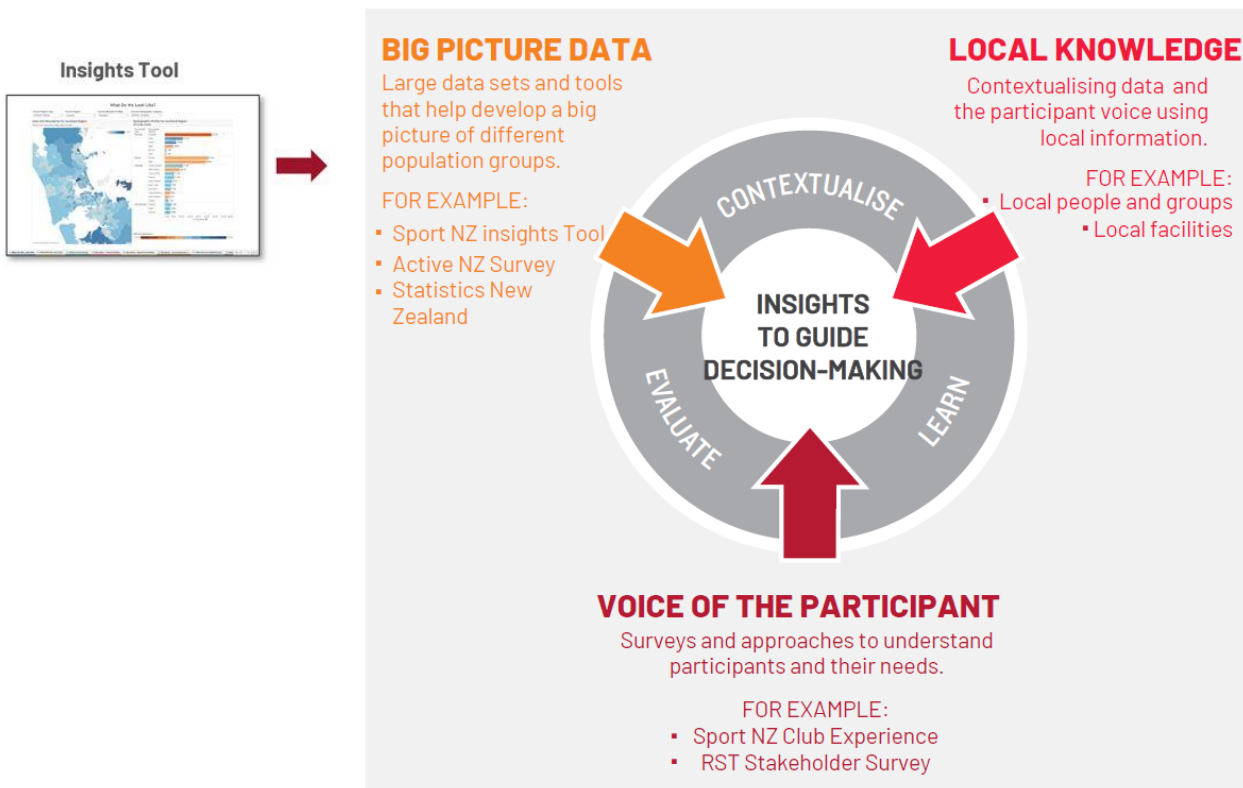 Insights Tool
What Do We Look Like?
BIG PICTURE DATA
Large data sets and tools
that help develop a big
picture of different
population groups.
FOR EXAMPLE:
▪ Sport NZ insights Tool
▪ Active NZ Survey
▪ Statistics New
Zealand
LOCAL KNOWLEDGE
Contextualising data and
the participant voice using
local information.
FOR EXAMPLE:
▪ Local people and groups
▪ Local facilities
CONTEXTUALISE
INSIGHTS
TO GUIDE
DECISION-MAKING
EVALUATE
LEARN
VOICE OF THE PARTICIPANT
Surveys and approaches to understand
participants and their needs.
FOR EXAMPLE:
▪ Sport NZ Club Experience
▪ RST Stakeholder Survey